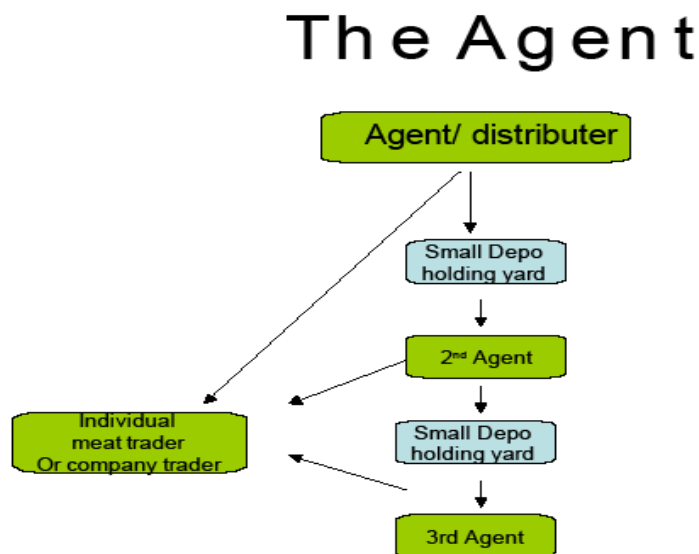 The Agent
Agent/ distributer
Small Depo
holding yard
2nd Agent
Individual
meat trader
Or company trader
Small Depo
holding yard
3rd Agent